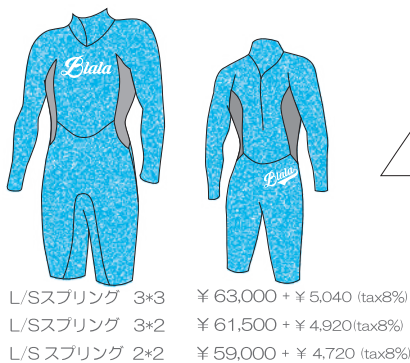 Blala
Blala
L/Sスプリング 3*3 ¥63,000 + ¥5,040 (tax8%)
L/Sスプリング 3*2 ¥61,500 + ¥4,920(tax8%)
L/Sスプリング 2*2 ¥59,000 + ¥4,720 (tax8%)